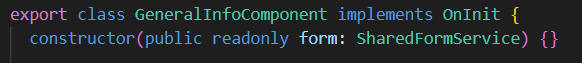 export class GeneralInfoComponent implements OnInit {
constructor(public readonly form: SharedFormService) {}